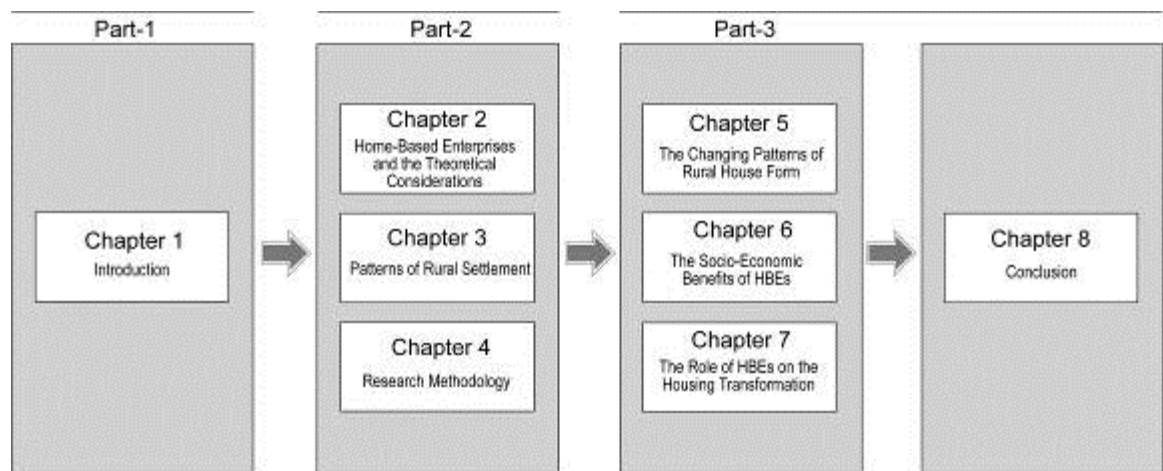 Part-1
Part-2
Part-3
Chapter 1
Introduction
Chapter 2
Home-Based Enterprises
and the Theoretical
Considerations
Chapter 3
Patterns of Rural Settlement
Chapter 4
Research Methodology
Chapter 5
The Changing Patterns of
Rural House Form
Chapter 6
The Socio-Economic
Benefits of HBEs
Chapter 7
The Role of HBEs on the
Housing Transformation
Chapter 8
Conclusion